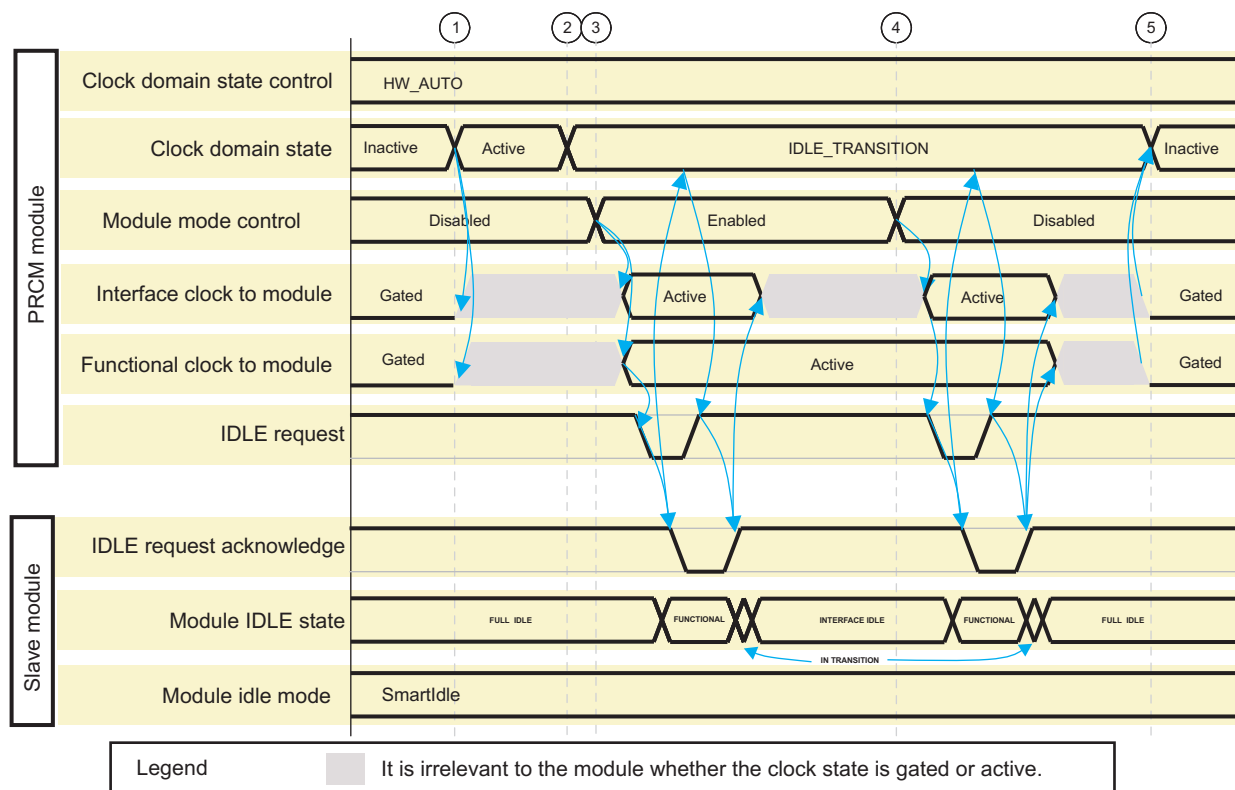 1 2 3 4 5
PRCM module
Clock domain state control
HW_AUTO
Clock domain state
Inactive Active IDLE_TRANSITION Inactive
Module mode control
Disabled Enabled Disabled
Interface clock to module
Gated Active Active Gated
Functional clock to module
Gated Active Gated
IDLE request
Slave module
IDLE request acknowledge
Module IDLE state
FULL IDLE FUNCTIONAL INTERFACE IDLE FUNCTIONAL FULL IDLE
IN TRANSITION
Module idle mode
SmartIdle
Legend It is irrelevant to the module whether the clock state is gated or active.